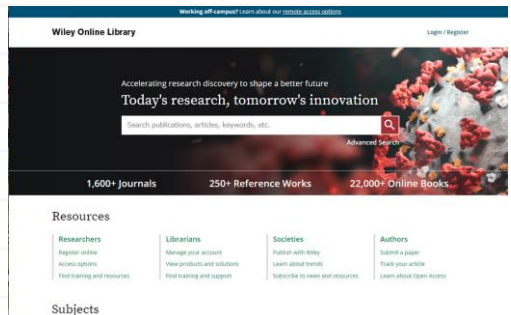 Working off-campus? Learn about our remote access options
Wiley Online Library
Login / Register
Accelerating research discovery to shape a better future
Today's research, tomorrow's innovation
Search publications, articles, keywords, etc.
Advanced Search
1,600+ Journals 250+ Reference Works 22,000+ Online Books
Resources
Researchers
Register online
Access options
Find training and resources
Librarians
Manage your account
View products and solutions
Find training and support
Societies
Publish with Wiley
Learn about trends
Subscribe to news and resources
Authors
Submit a paper
Track your article
Learn about Open Access
Subjects